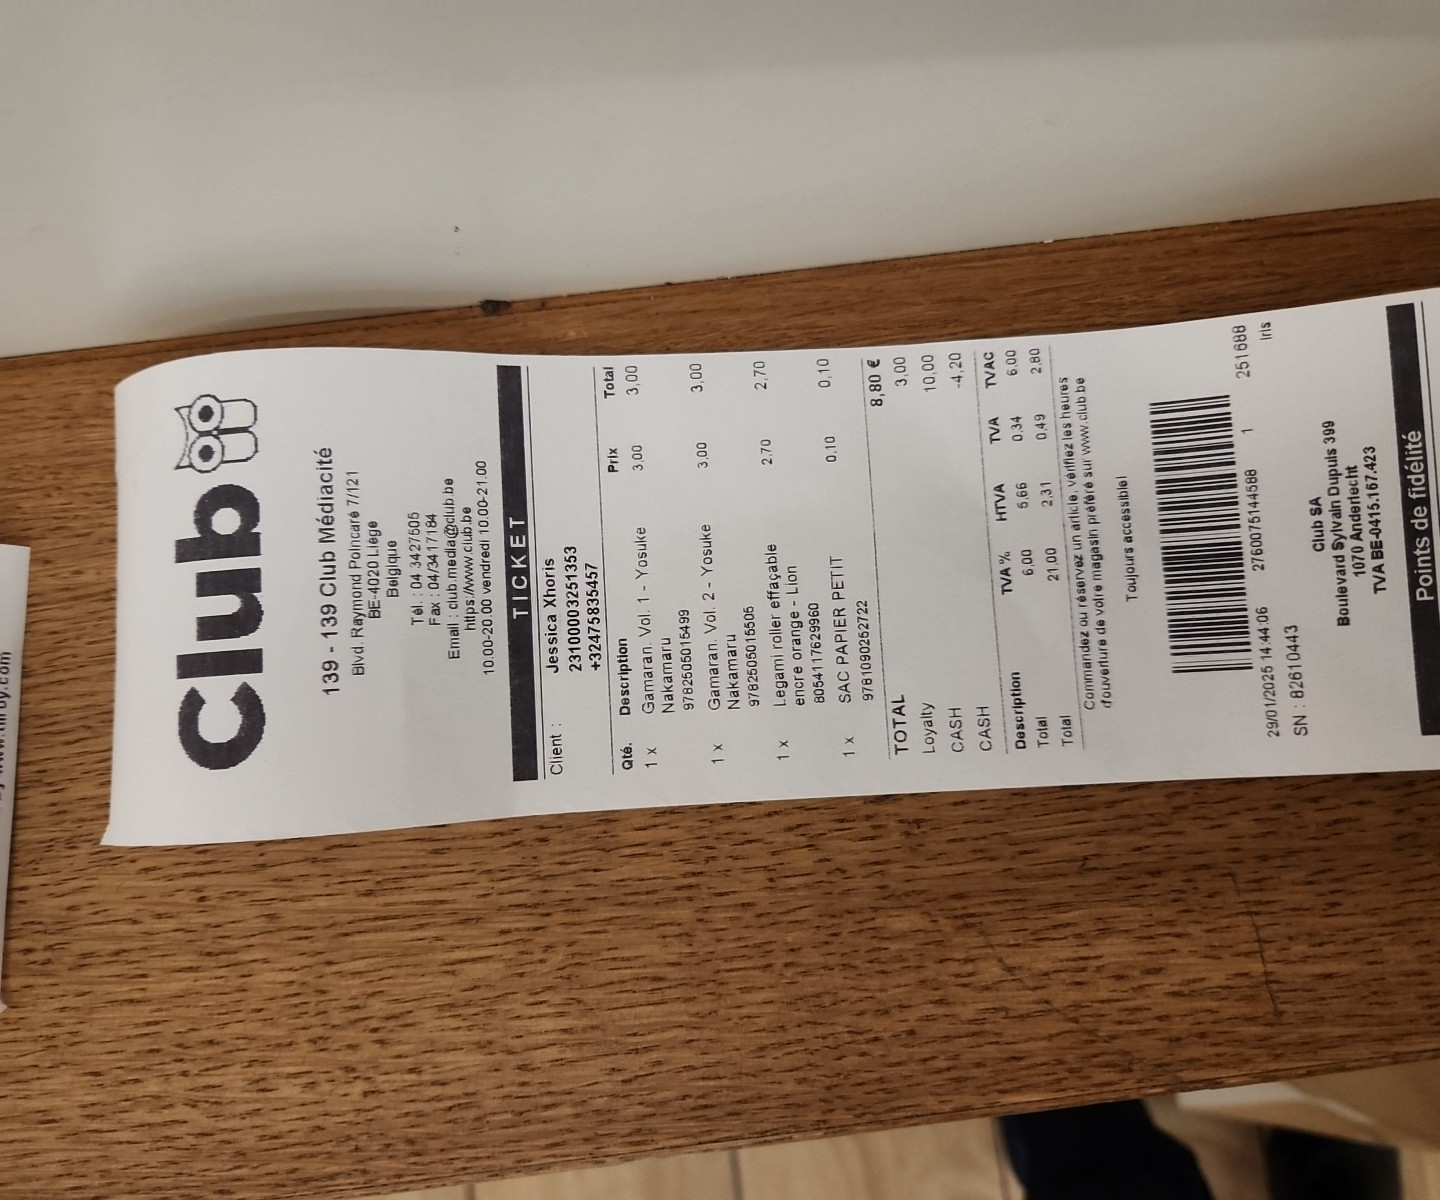 Club
139 - 139 Club Médiacité
Blvd. Raymond Poincaré 7/121
BE-4020 Liège
Belgique
Tél. : 04 3427605
Fax : 04/3417184
Email : club.media@club.be
https://www.club.be
10.00-20.00 vendredi 10.00-21.00
TICKET
Client : Jessica Xhoris
23100003251353
+32475835457
Qté. Description Prix Total
1 x Gamaran. Vol. 1 - Yosuke 3,00 3,00
Nakamaru
9782505015499
1 x Gamaran. Vol. 2 - Yosuke 3,00 3,00
Nakamaru
9782505015505
1 x Legami roller effaçable 2,70 2,70
encre orange - Lion
8054117629960
1 x SAC PAPIER PETIT 0,10 0,10
9781090252722
TOTAL 8,80 €
Loyalty 3,00
CASH 10,00
CASH -4,20
Description TVA % HTVA TVA TVAC
Total 6,00 5,66 0,34 6,00
Total 21,00 2,31 0,49 2,80
Commandez ou réservez un article, vérifiez les heures
d'ouverture de votre magasin préféré sur www.club.be
Toujours accessible!
29/01/2025 14:44:06 2760075144588 1 251688
SN : 82610443 Iris
Club SA
Boulevard Sylvain Dupuis 399
1070 Anderlecht
TVA BE-0415.167.423
Points de fidélité